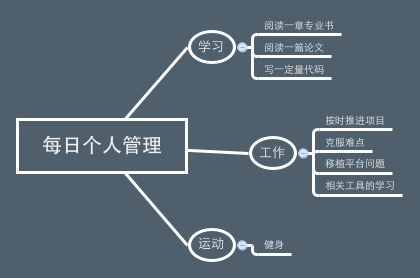 每日个人管理
学习
阅读一章专业书
阅读一篇论文
写一定量代码
工作
按时推进项目
克服难点
移植平台问题
相关工具的学习
运动
健身